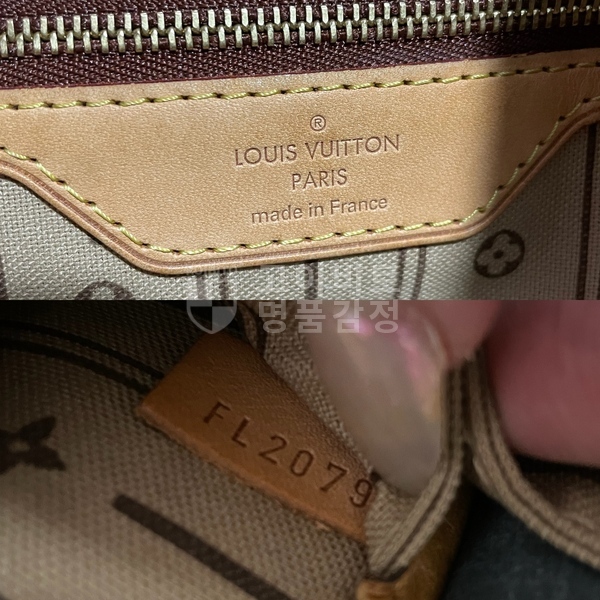 ®
LOUIS VUITTON
PARIS
made in France
명품감정
FL2079